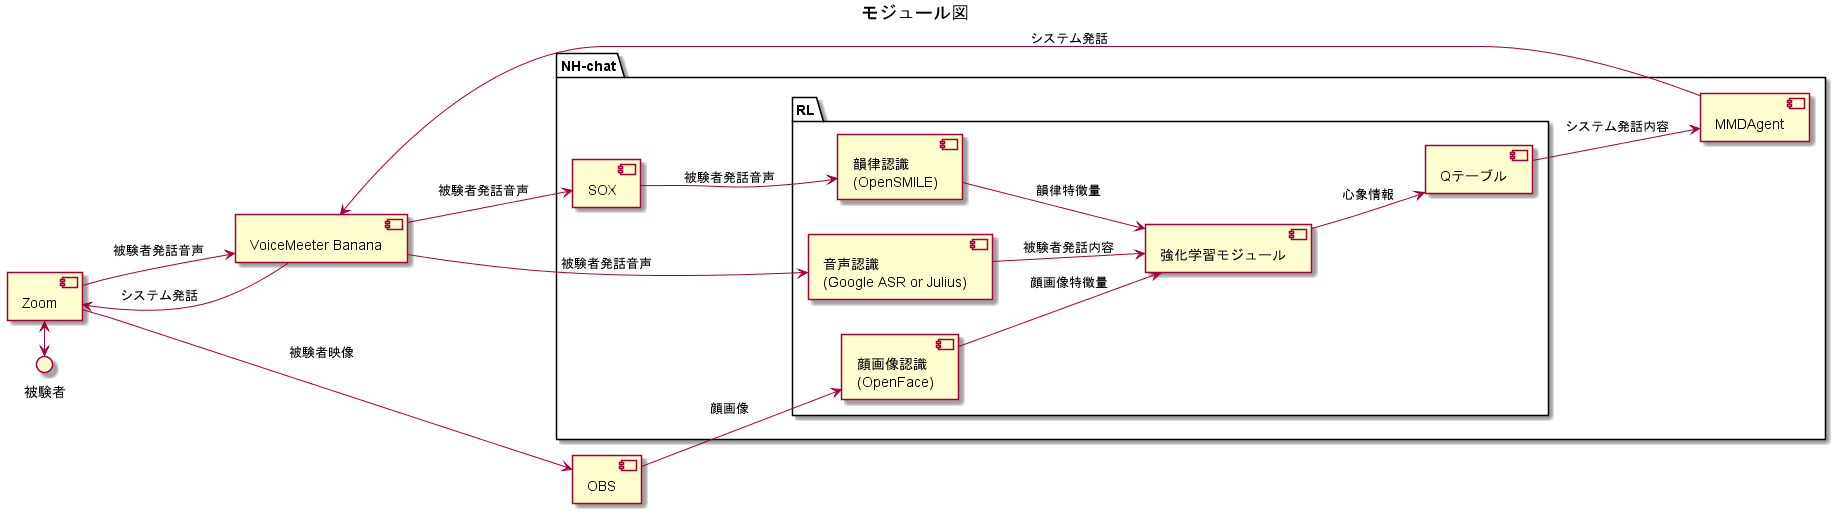 モジュール図
システム発話
NH-chat
RL
MMDAgent
システム発話内容
韻律認識
(OpenSMILE)
Qテーブル
SOX
被験者発話音声
被験者発話音声
韻律特徴量
心象情報
VoiceMeeter Banana
被験者発話音声
被験者発話音声
音声認識
(Google ASR or Julius)
被験者発話内容
強化学習モジュール
顔画像特徴量
Zoom
システム発話
被験者映像
顔画像認識
(OpenFace)
被験者
顔画像
OBS